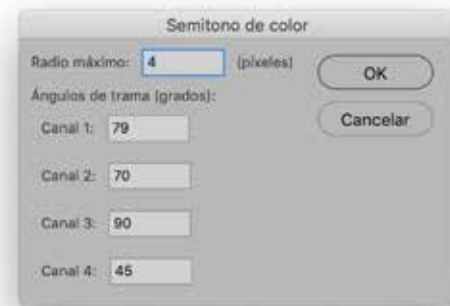 Semitono de color
Radio máximo: 4 (píxeles)
OK
Ángulos de trama (grados):
Cancelar
Canal 1: 79
Canal 2: 70
Canal 3: 90
Canal 4: 45